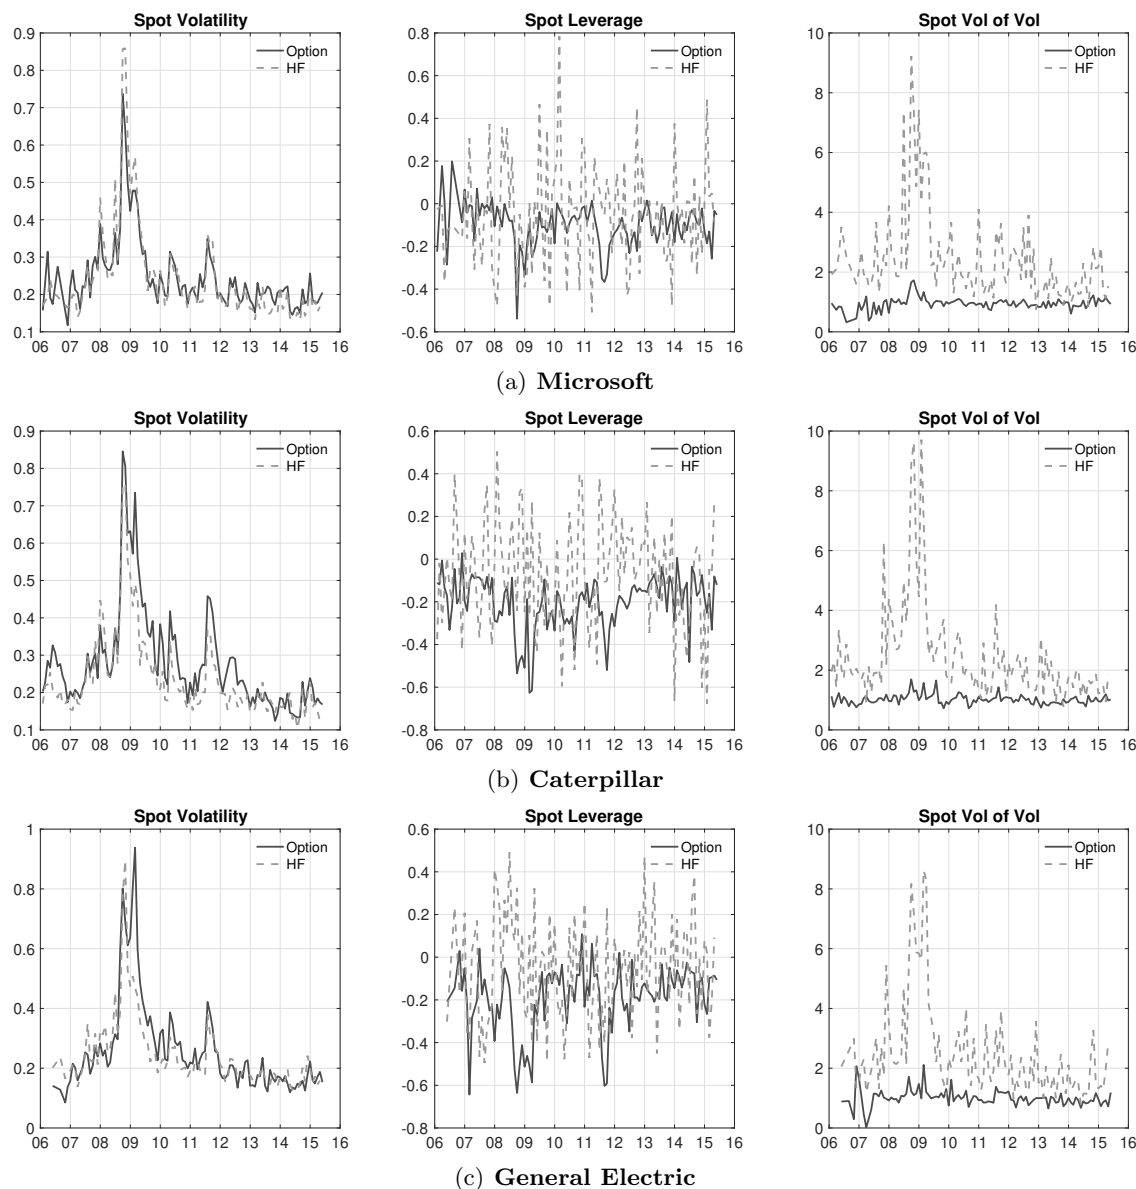 Spot Volatility Spot Leverage Spot Vol of Vol
0.9 0.8 0.7 0.6 0.5 0.4 0.3 0.2 0.1
Option
HF
06 07 08 09 10 11 12 13 14 15 16
0.8 0.6 0.4 0.2 0 -0.2 -0.4 -0.6
Option
HF
06 07 08 09 10 11 12 13 14 15 16
10 8 6 4 2 0
Option
HF
06 07 08 09 10 11 12 13 14 15 16
(a) Microsoft
Spot Volatility Spot Leverage Spot Vol of Vol
0.9 0.8 0.7 0.6 0.5 0.4 0.3 0.2 0.1
Option
HF
06 07 08 09 10 11 12 13 14 15 16
0.6 0.4 0.2 0 -0.2 -0.4 -0.6 -0.8
Option
HF
06 07 08 09 10 11 12 13 14 15 16
10 8 6 4 2 0
Option
HF
06 07 08 09 10 11 12 13 14 15 16
(b) Caterpillar
Spot Volatility Spot Leverage Spot Vol of Vol
1 0.8 0.6 0.4 0.2 0
Option
HF
06 07 08 09 10 11 12 13 14 15 16
0.6 0.4 0.2 0 -0.2 -0.4 -0.6 -0.8
Option
HF
06 07 08 09 10 11 12 13 14 15 16
10 8 6 4 2 0
Option
HF
06 07 08 09 10 11 12 13 14 15 16
(c) General Electric